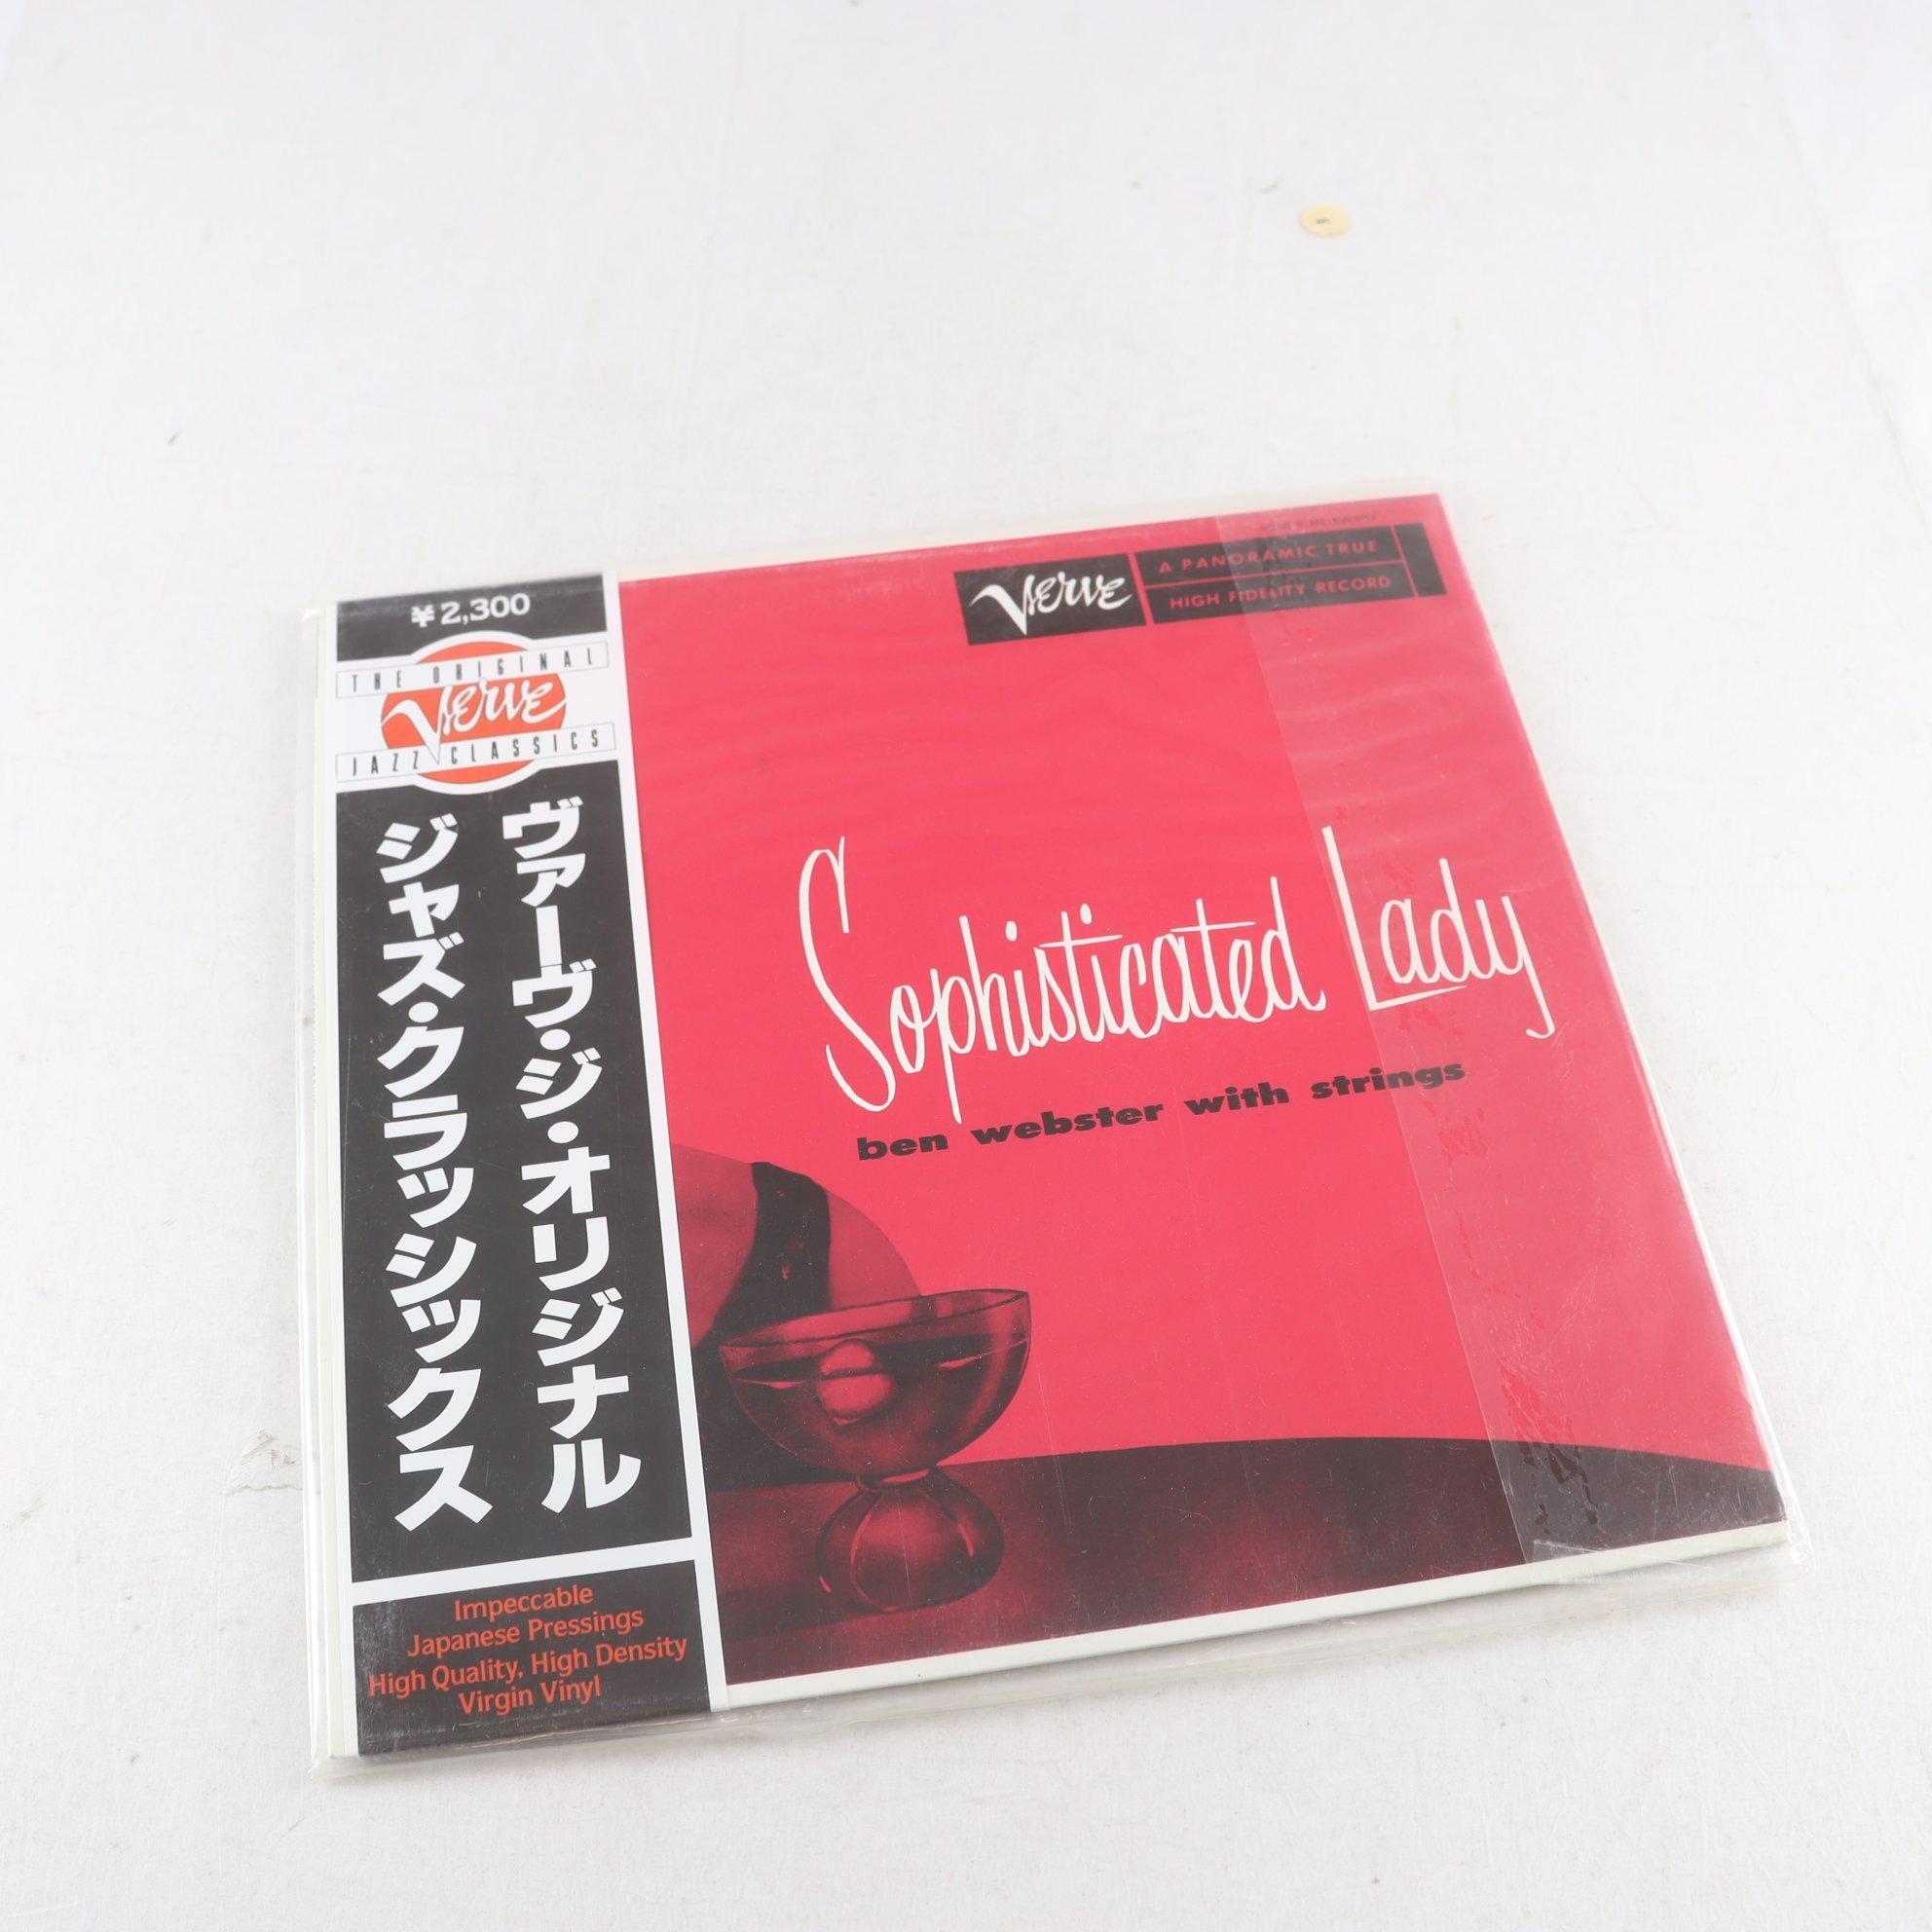 ¥2,300
THE ORIGINAL
Verve
JAZZ CLASSICS
ヴァーヴ・ジ・オリジナル
ジャズ・クラッシックス
Impeccable
Japanese Pressings
High Quality, High Density
Virgin Vinyl
Verve
A PANORAMIC TRUE
HIGH FIDELITY RECORD
Sophisticated Lady
ben webster with strings